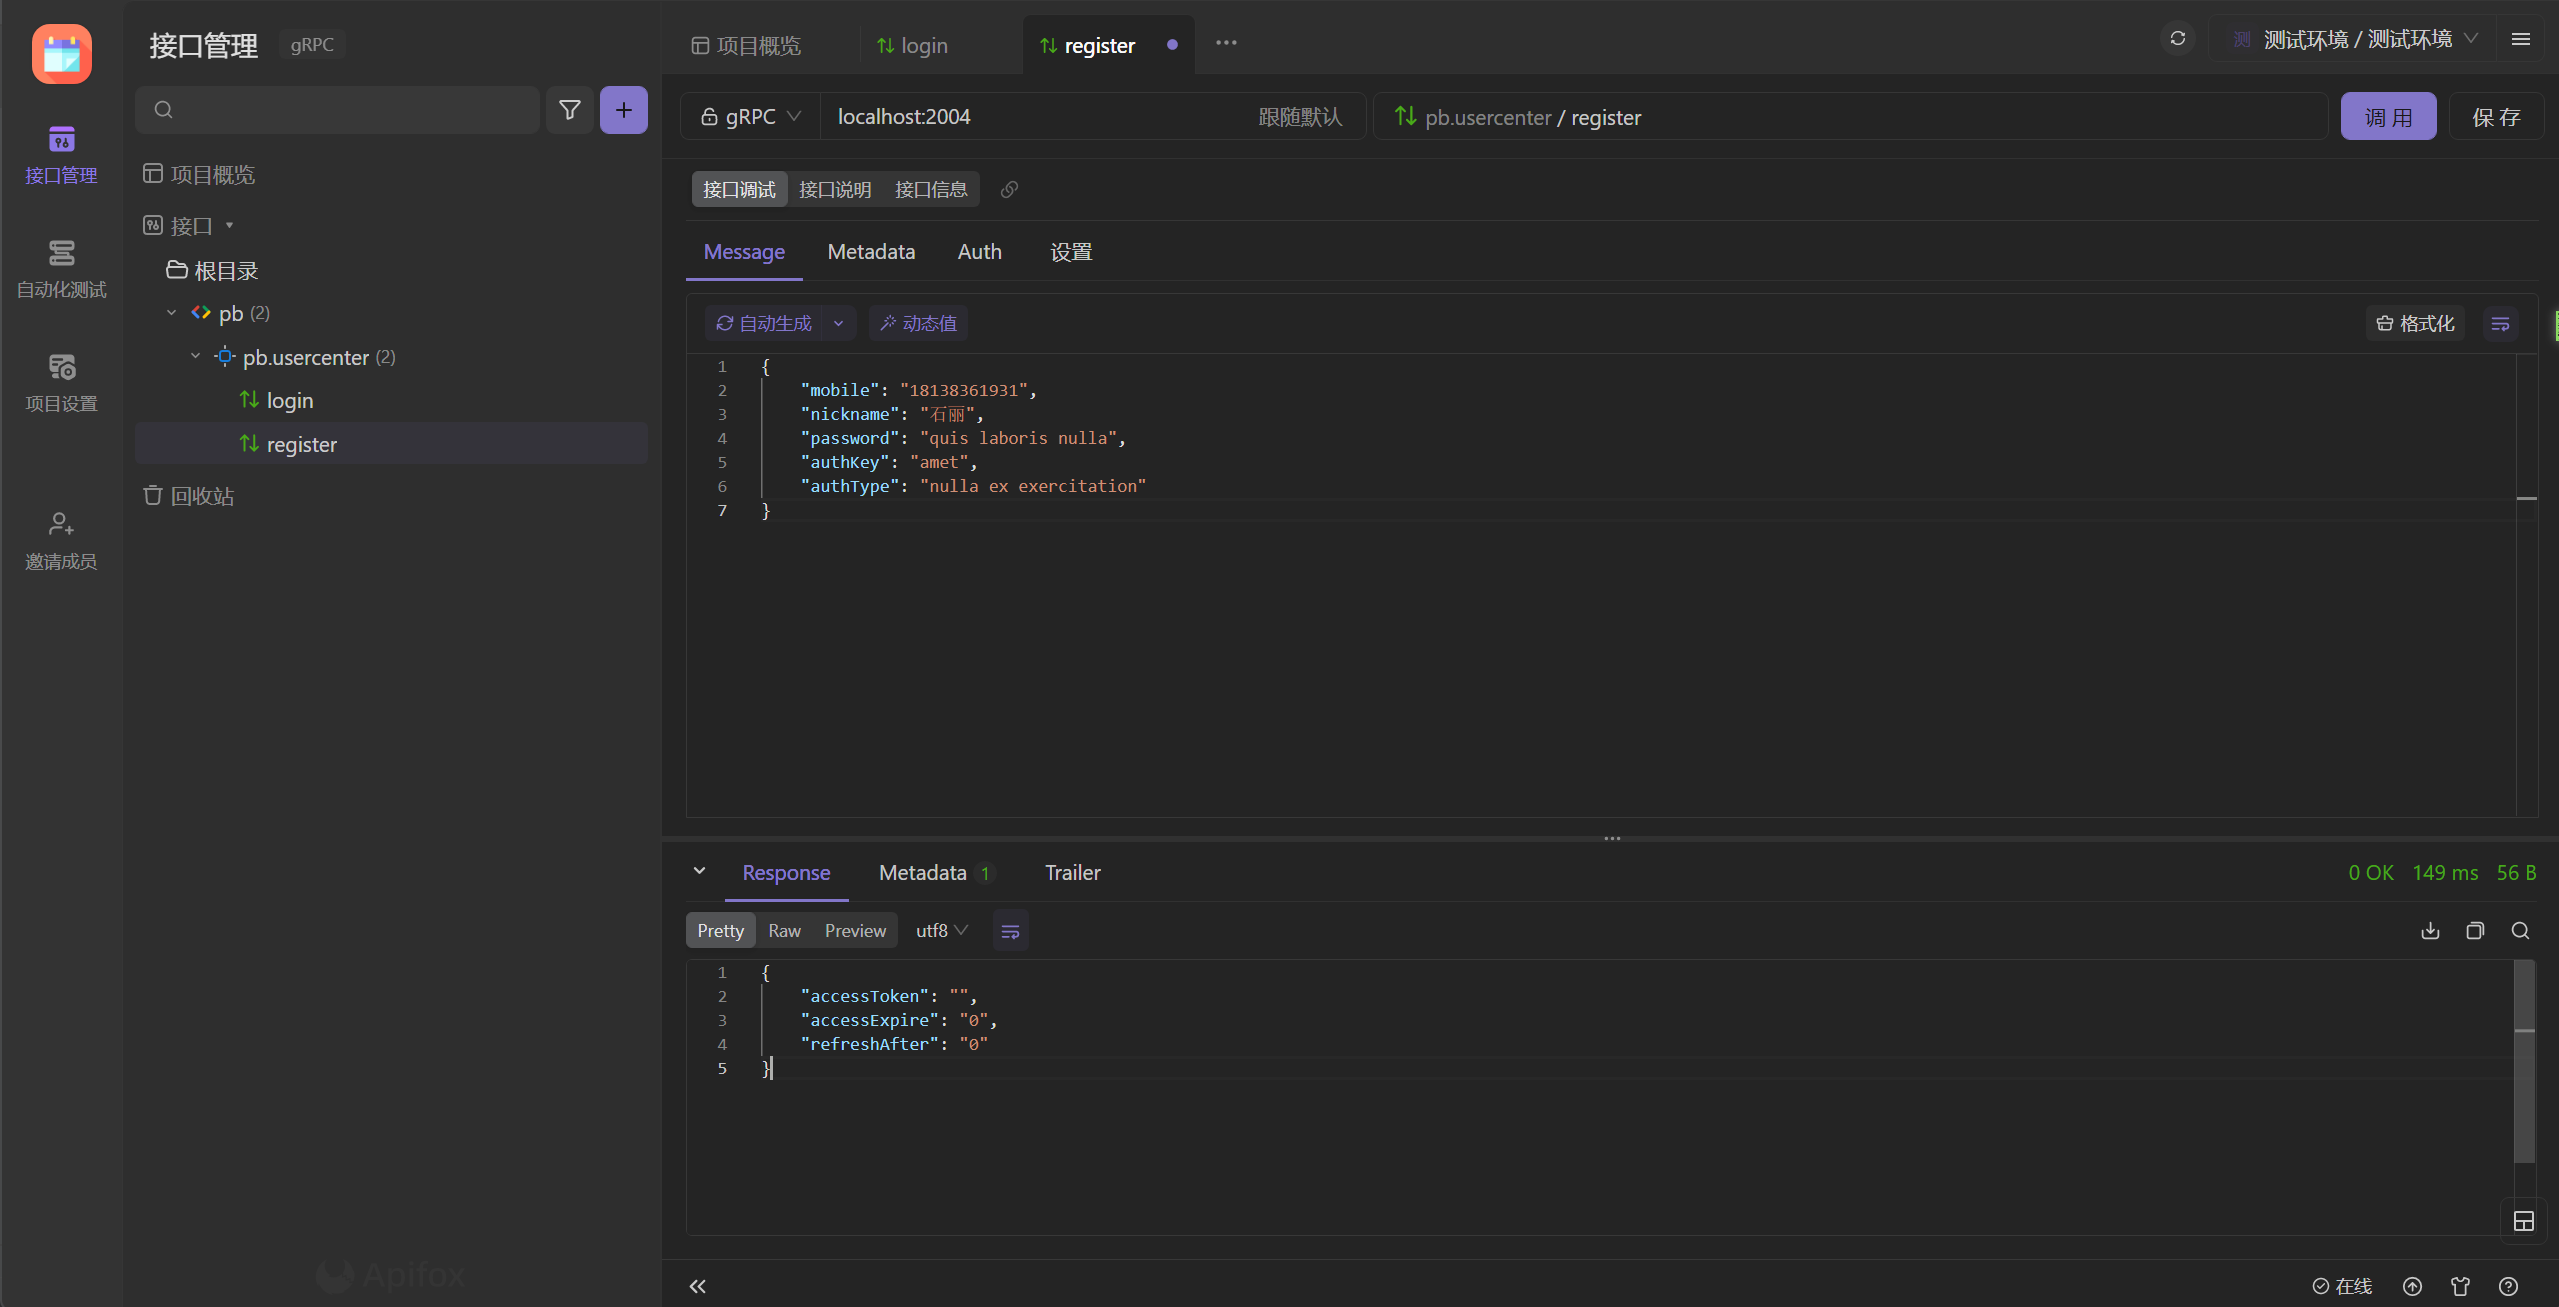 接口管理 gRPC
接口管理
自动化测试
项目设置
邀请成员
项目概览
接口
根目录
pb (2)
pb.usercenter (2)
login
register
回收站
Apifox
项目概览 login register
测 测试环境 / 测试环境
gRPC localhost:2004 跟随默认 pb.usercenter / register 调 用 保 存
接口调试 接口说明 接口信息
Message Metadata Auth 设置
自动生成 动态值 格式化
1 {
2 "mobile": "18138361931",
3 "nickname": "石丽",
4 "password": "quis laboris nulla",
5 "authKey": "amet",
6 "authType": "nulla ex exercitation"
7 }
Response Metadata 1 Trailer 0 OK 149 ms 56 B
Pretty Raw Preview utf8
1 {
2 "accessToken": "",
3 "accessExpire": "0",
4 "refreshAfter": "0"
5 }
在线